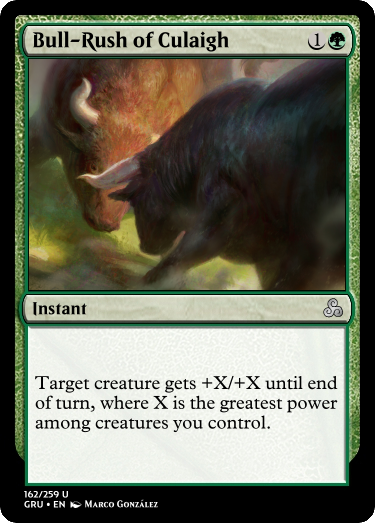 Bull-Rush of Culaigh 1
Instant
Target creature gets +X/+X until end
of turn, where X is the greatest power
among creatures you control.
162/259 U
GRU • EN Marco González